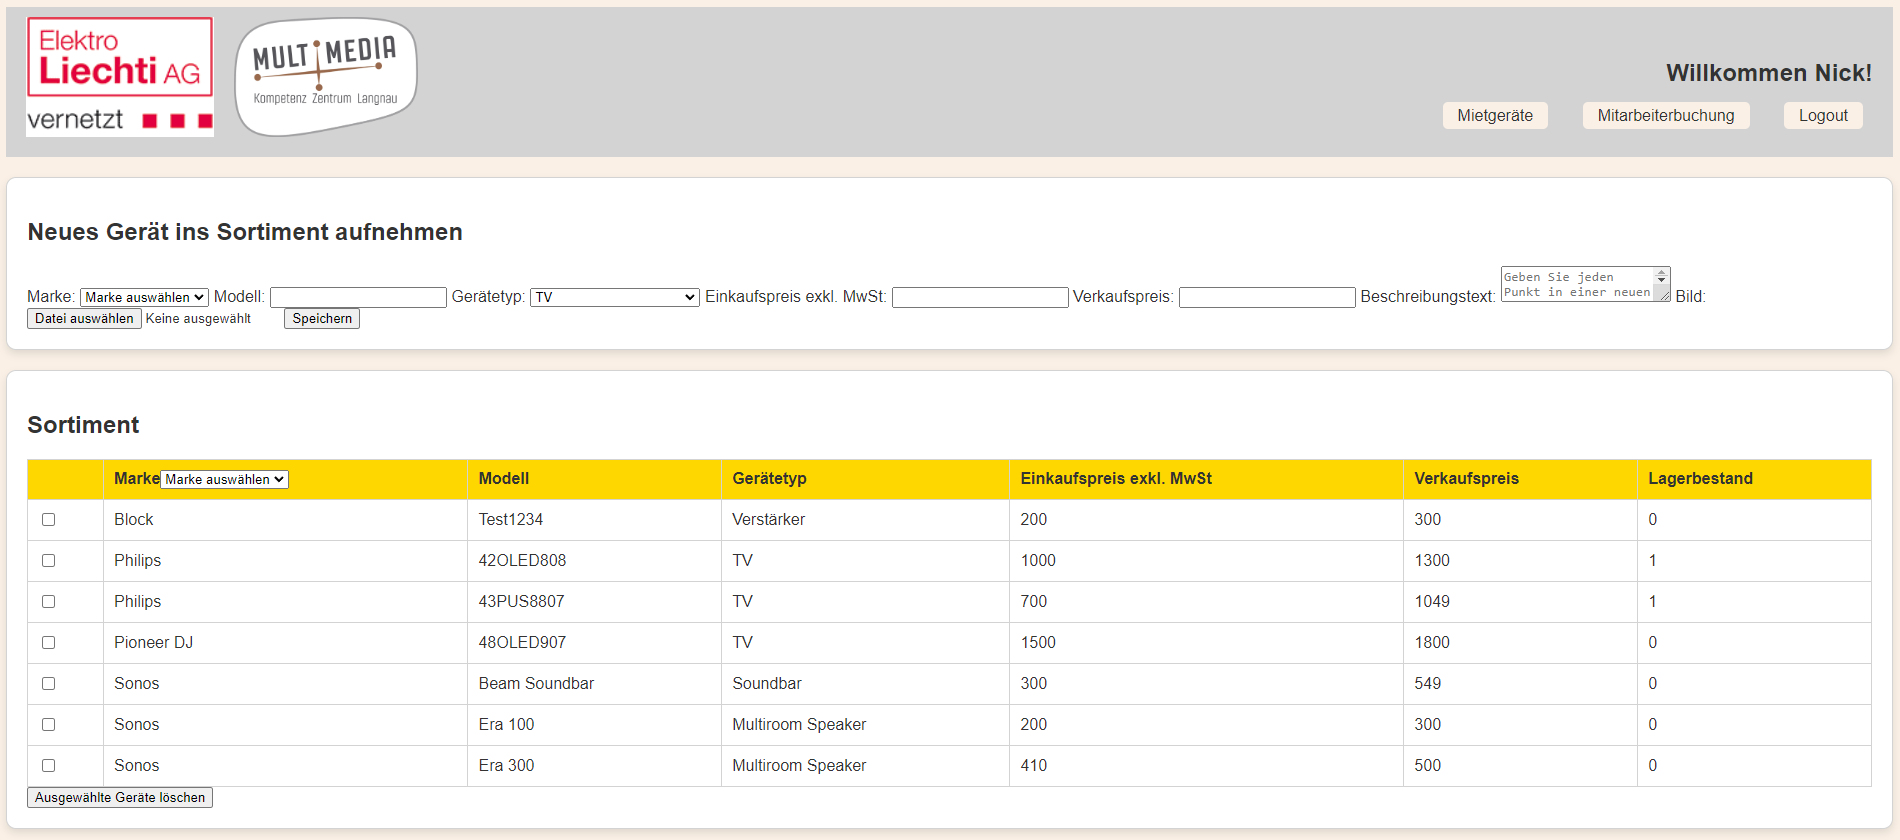 Elektro
Liechti AG
vernetzt
MULTIMEDIA
Kompetenz Zentrum Langnau
Willkommen Nick!
Mietgeräte Mitarbeiterbuchung Logout
Neues Gerät ins Sortiment aufnehmen
Marke: Marke auswählen Modell: Gerätetyp: TV Einkaufspreis exkl. MwSt: Verkaufspreis: Beschreibungstext: Geben Sie jeden
Punkt in einer neuen Bild:
Datei auswählen Keine ausgewählt Speichern
Sortiment
Marke Marke auswählen Modell Gerätetyp Einkaufspreis exkl. MwSt Verkaufspreis Lagerbestand
Block Test1234 Verstärker 200 300 0
Philips 42OLED808 TV 1000 1300 1
Philips 43PUS8807 TV 700 1049 1
Pioneer DJ 48OLED907 TV 1500 1800 0
Sonos Beam Soundbar Soundbar 300 549 0
Sonos Era 100 Multiroom Speaker 200 300 0
Sonos Era 300 Multiroom Speaker 410 500 0
Ausgewählte Geräte löschen